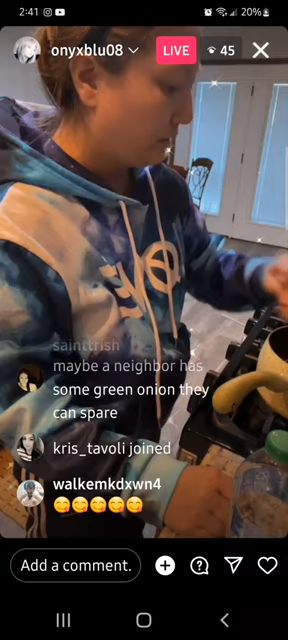 2:41
20%
onyxblu08
LIVE
45
sainttrish
maybe a neighbor has
some green onion they
can spare
kris_tavoli joined
walkemkdxwn4
😋😋😋😋😋
Add a comment.